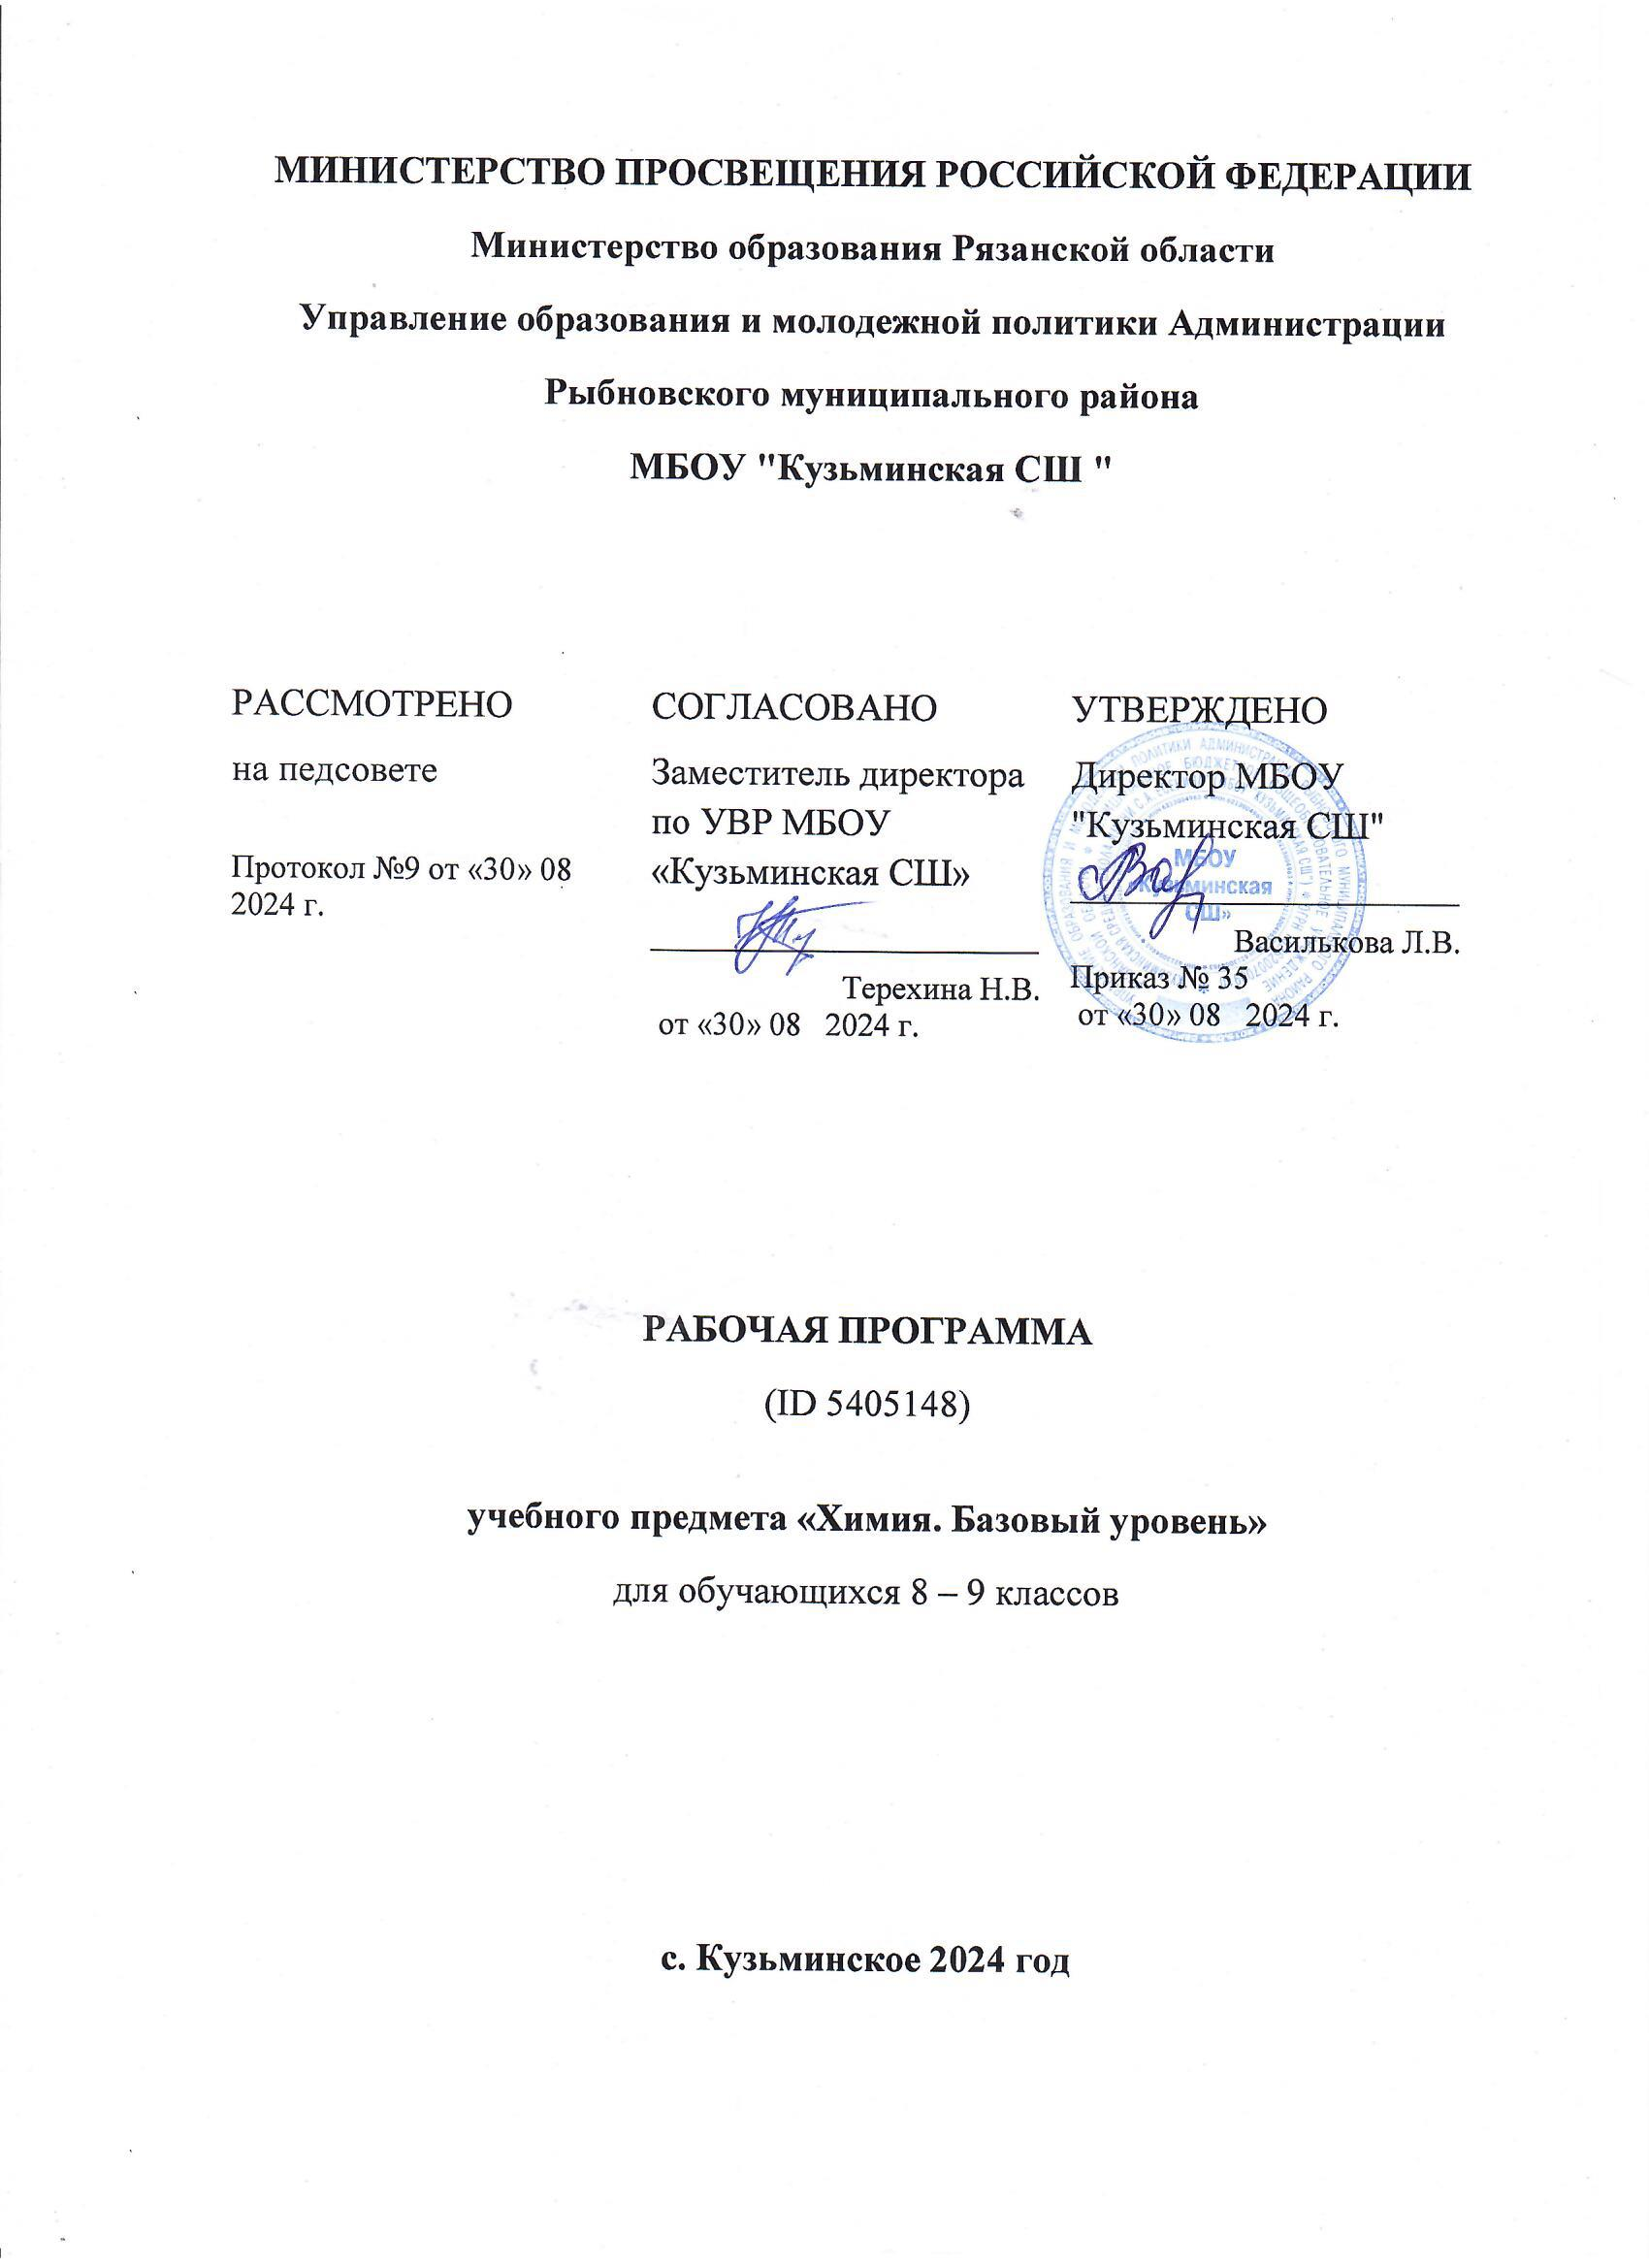 МИНИСТЕРСТВО ПРОСВЕЩЕНИЯ РОССИЙСКОЙ ФЕДЕРАЦИИ
Министерство образования Рязанской области
Управление образования и молодежной политики Администрации
Рыбновского муниципального района
МБОУ "Кузьминская СШ "
РАССМОТРЕНО
на педсовете
Протокол №9 от «30» 08
2024 г.
СОГЛАСОВАНО
Заместитель директора
по УВР МБОУ
«Кузьминская СШ»
Терехина Н.В.
от «30» 08 2024 г.
УТВЕРЖДЕНО
Директор МБОУ
"Кузьминская СШ"
МБОУ
«Кузьминская
СШ»
Василькова Л.В.
Приказ № 35
от «30» 08 2024 г.
РАБОЧАЯ ПРОГРАММА
(ID 5405148)
учебного предмета «Химия. Базовый уровень»
для обучающихся 8 – 9 классов
с. Кузьминское 2024 год